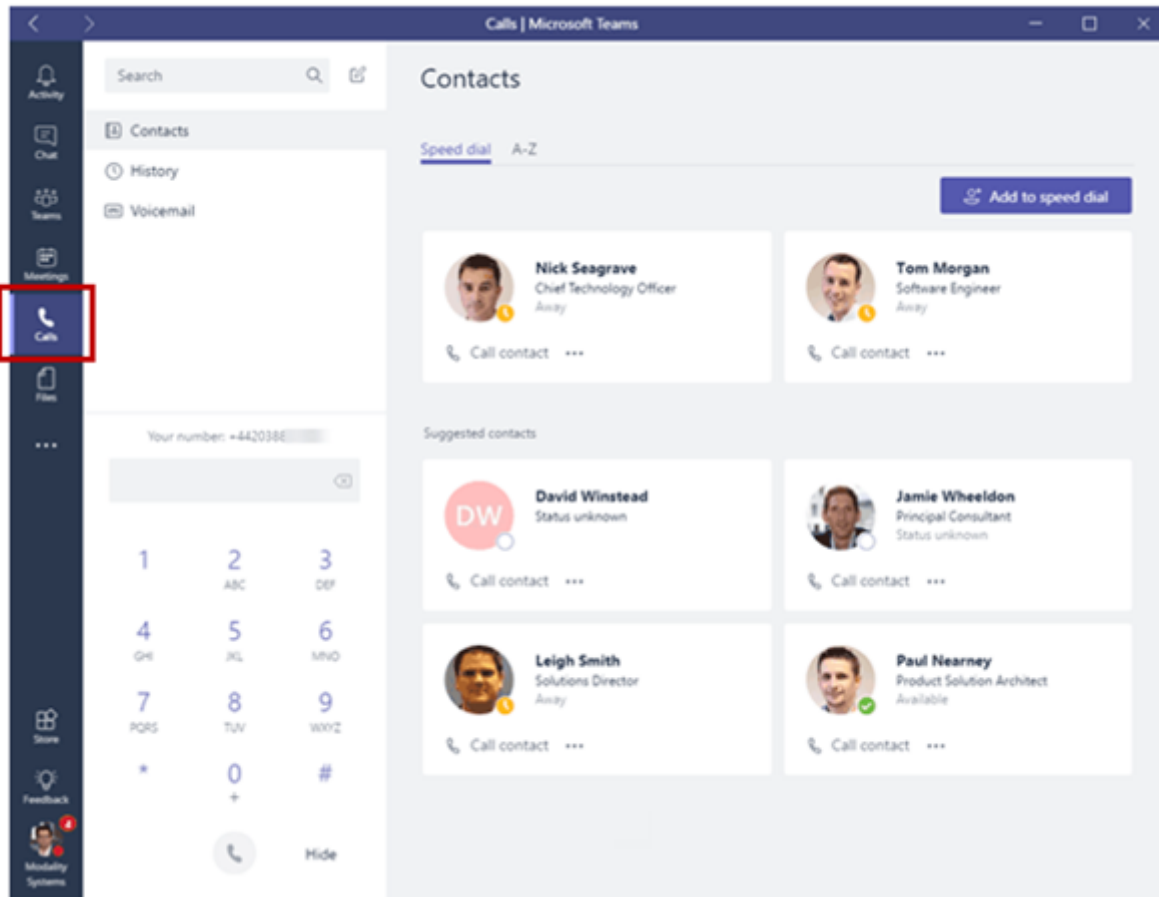 Calls | Microsoft Teams
Activity
Chat
Teams
Meetings
Calls
Files
Store
Feedback
4
Modality
Systems
Search
Contacts
History
Voicemail
Your number: +4420388
1 2 3
ABC DEF
4 5 6
GHI JKL MNO
7 8 9
PQRS TUV WXYZ
* 0 #
+
Hide
Contacts
Speed dial A-Z
Add to speed dial
Nick Seagrave
Chief Technology Officer
Away
Call contact
Tom Morgan
Software Engineer
Away
Call contact
Suggested contacts
DW
David Winstead
Status unknown
Call contact
Jamie Wheeldon
Principal Consultant
Status unknown
Call contact
Leigh Smith
Solutions Director
Away
Call contact
Paul Nearney
Product Solution Architect
Available
Call contact